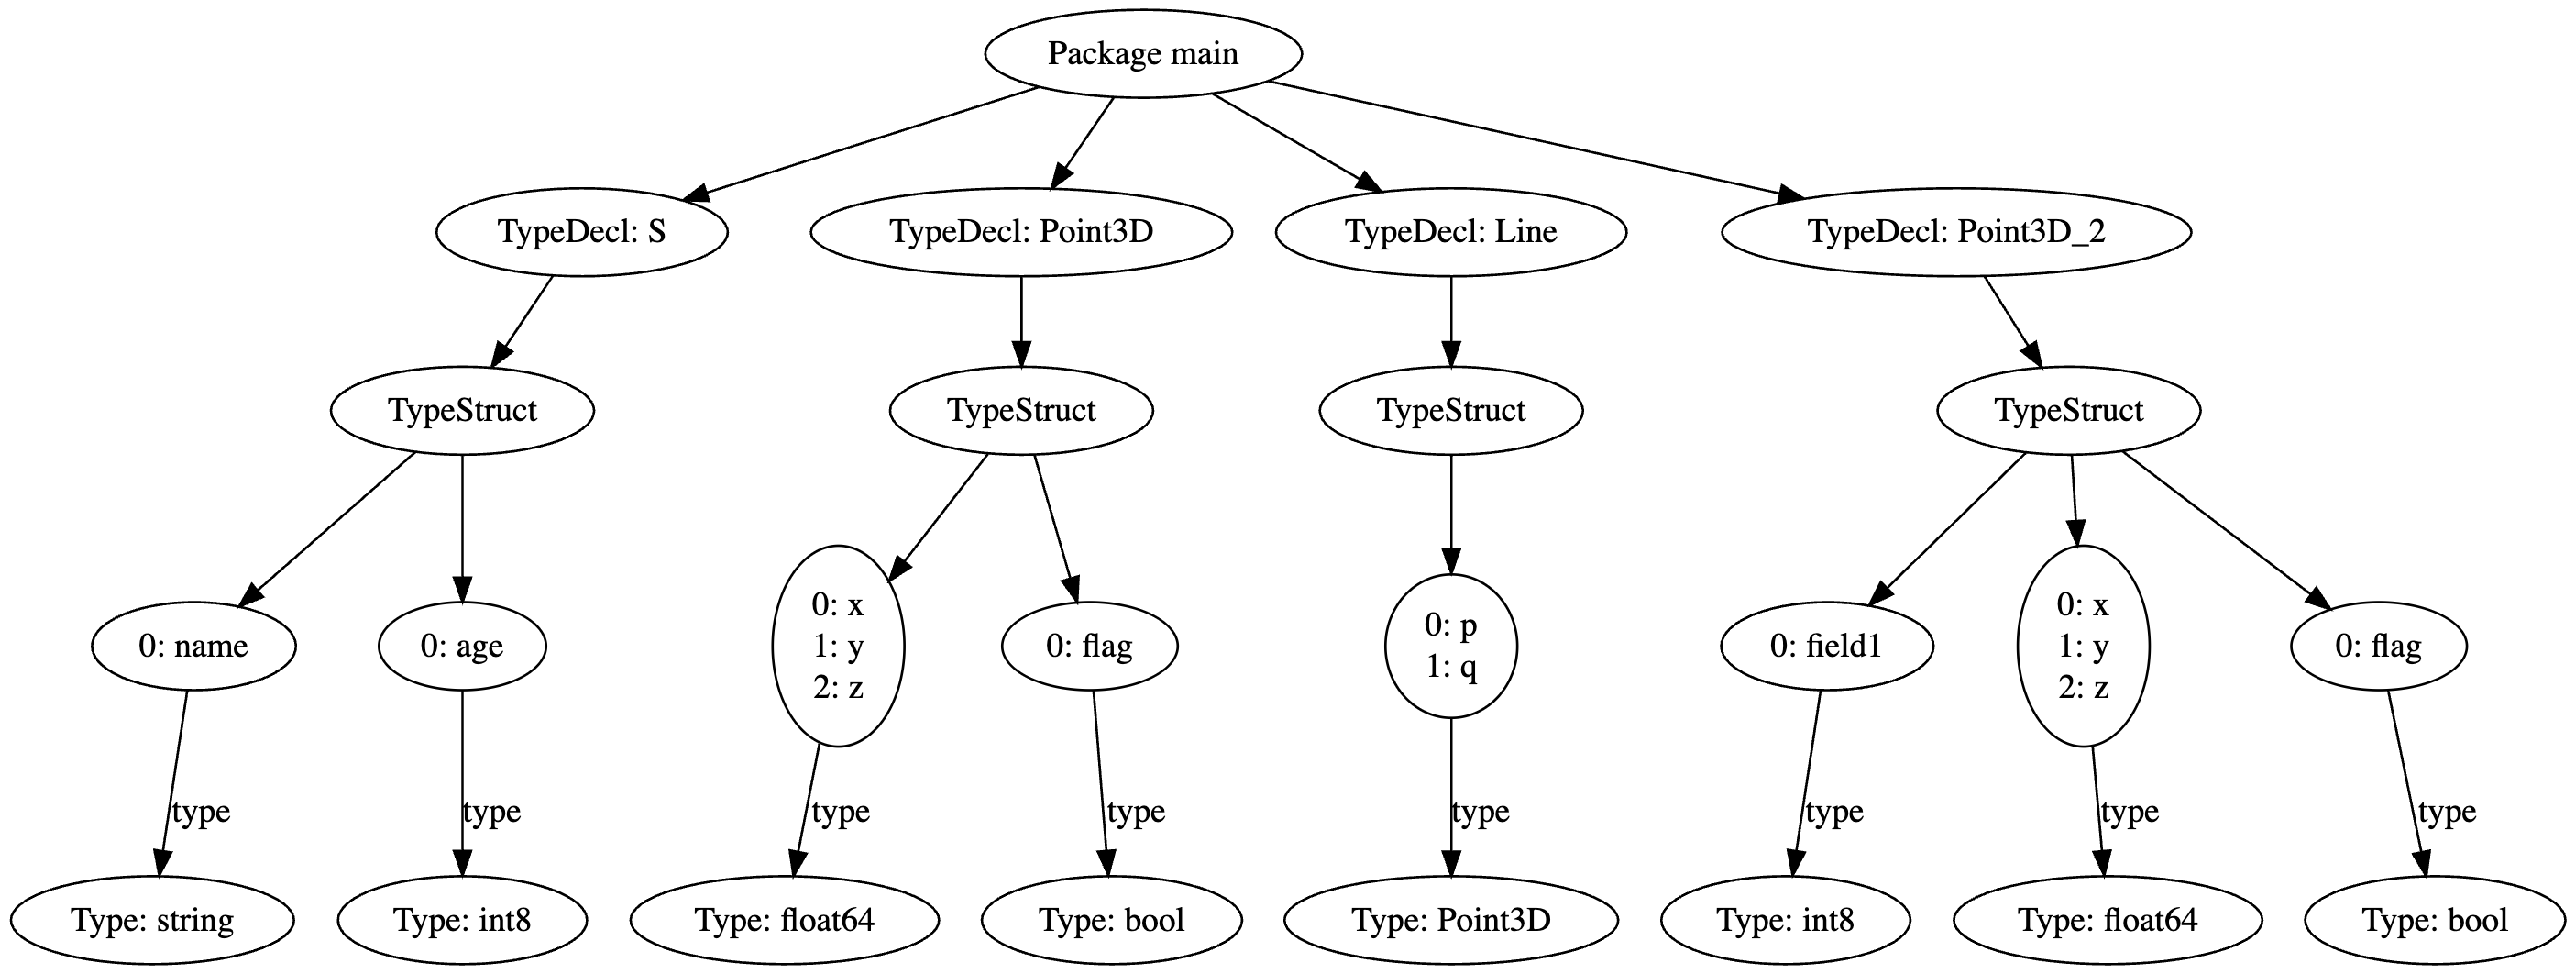 Package main
TypeDecl: S
TypeDecl: Point3D
TypeDecl: Line
TypeDecl: Point3D_2
TypeStruct
TypeStruct
TypeStruct
TypeStruct
0: name
0: age
0: x
1: y
2: z
0: flag
0: p
1: q
0: field1
0: x
1: y
2: z
0: flag
type
type
type
type
type
type
type
type
Type: string
Type: int8
Type: float64
Type: bool
Type: Point3D
Type: int8
Type: float64
Type: bool